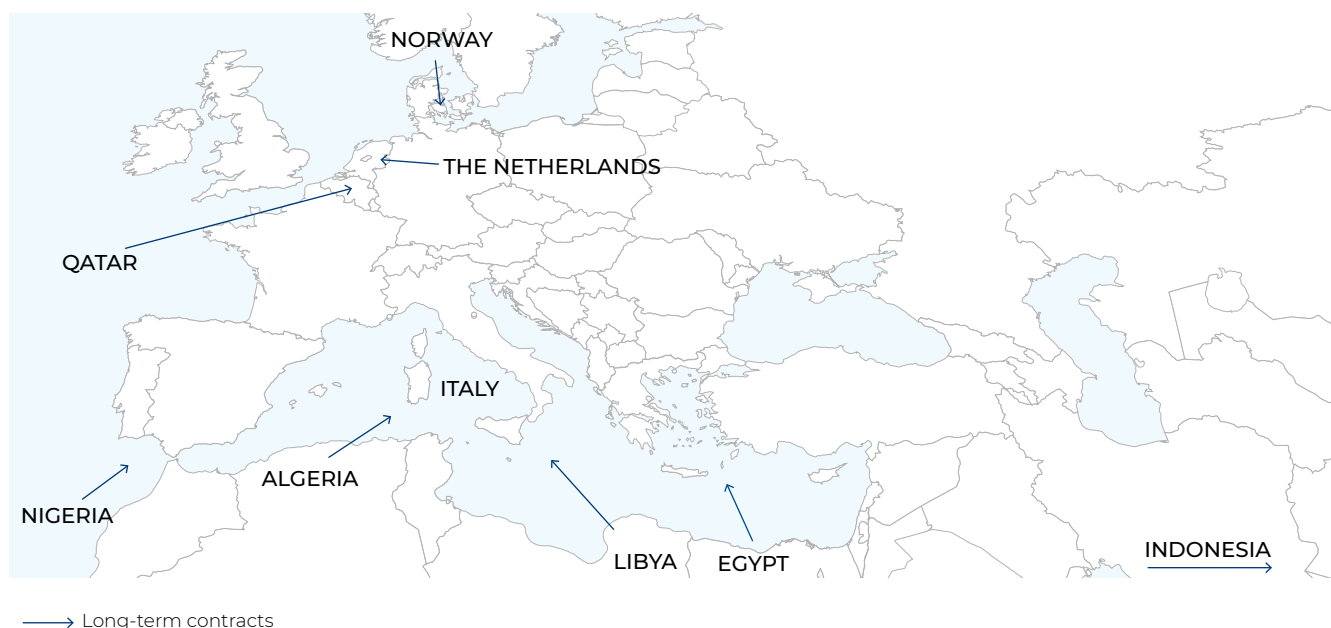 NORWAY
THE NETHERLANDS
QATAR
ITALY
ALGERIA
NIGERIA
LIBYA
EGYPT
INDONESIA
Long-term contracts